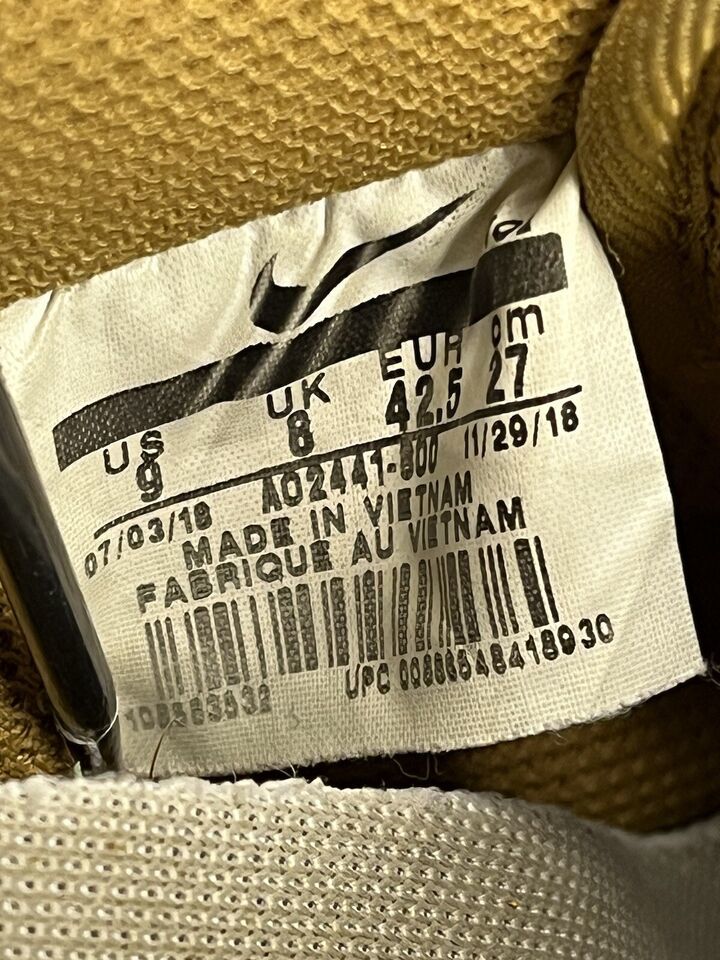 US UK EUR cm
9 8 42.5 27
07/03/18 AO2441-800 11/29/18
MADE IN VIETNAM
FABRIQUE AU VIETNAM
UPC 00886548418930